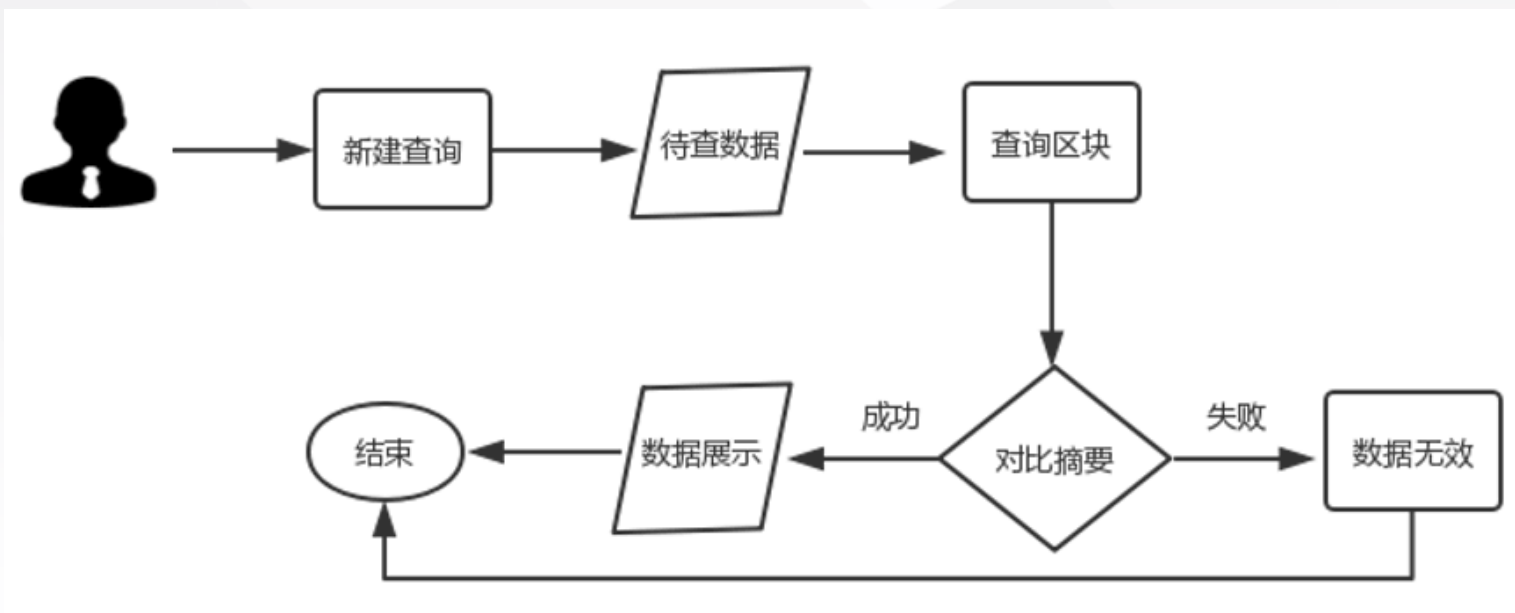 新建查询
待查数据
查询区块
成功
失败
结束
数据展示
对比摘要
数据无效